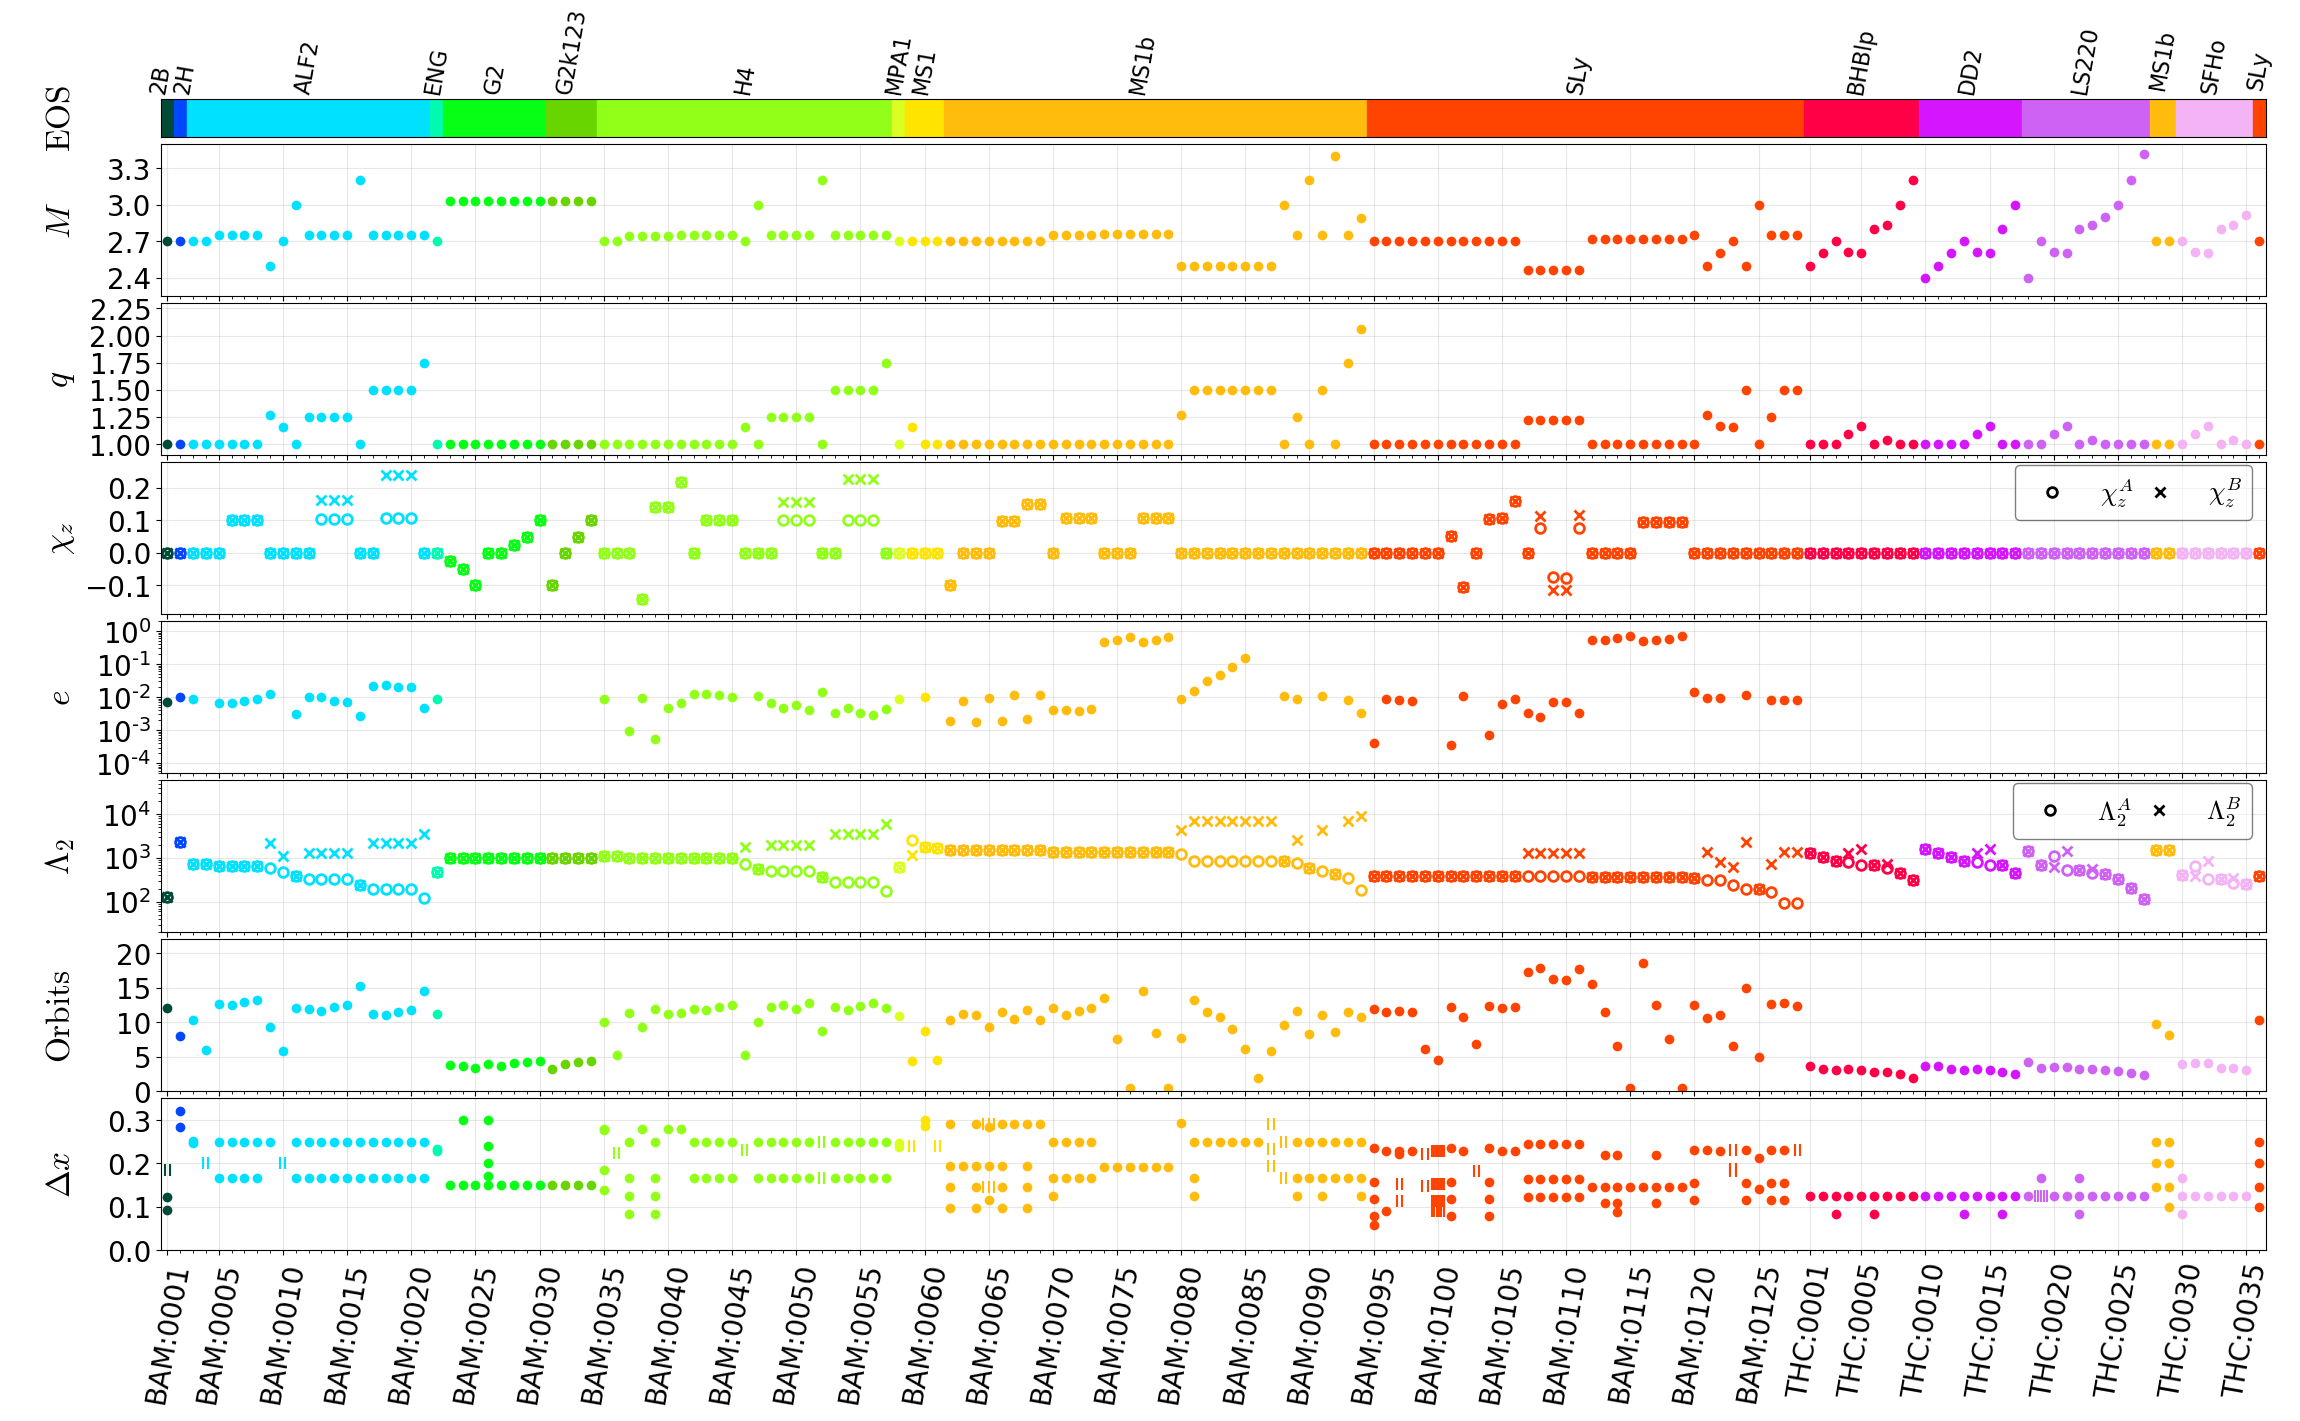 2B 2H ALF2 ENG G2 G2k123 H4 MPA1 MS1 MS1b SLy BHBlp DD2 LS220 MS1b SFHo SLy
EOS
M
3.3
3.0
2.7
2.4
q
2.25
2.00
1.75
1.50
1.25
1.00
χz
0.2
0.1
0.0
−0.1
χzA χzB
e
10^0
10^-1
10^-2
10^-3
10^-4
Λ2
10^4
10^3
10^2
Λ2A Λ2B
Orbits
20
15
10
5
0
Δx
0.3
0.2
0.1
0.0
BAM:0001 BAM:0005 BAM:0010 BAM:0015 BAM:0020 BAM:0025 BAM:0030 BAM:0035 BAM:0040 BAM:0045 BAM:0050 BAM:0055 BAM:0060 BAM:0065 BAM:0070 BAM:0075 BAM:0080 BAM:0085 BAM:0090 BAM:0095 BAM:0100 BAM:0105 BAM:0110 BAM:0115 BAM:0120 BAM:0125 THC:0001 THC:0005 THC:0010 THC:0015 THC:0020 THC:0025 THC:0030 THC:0035